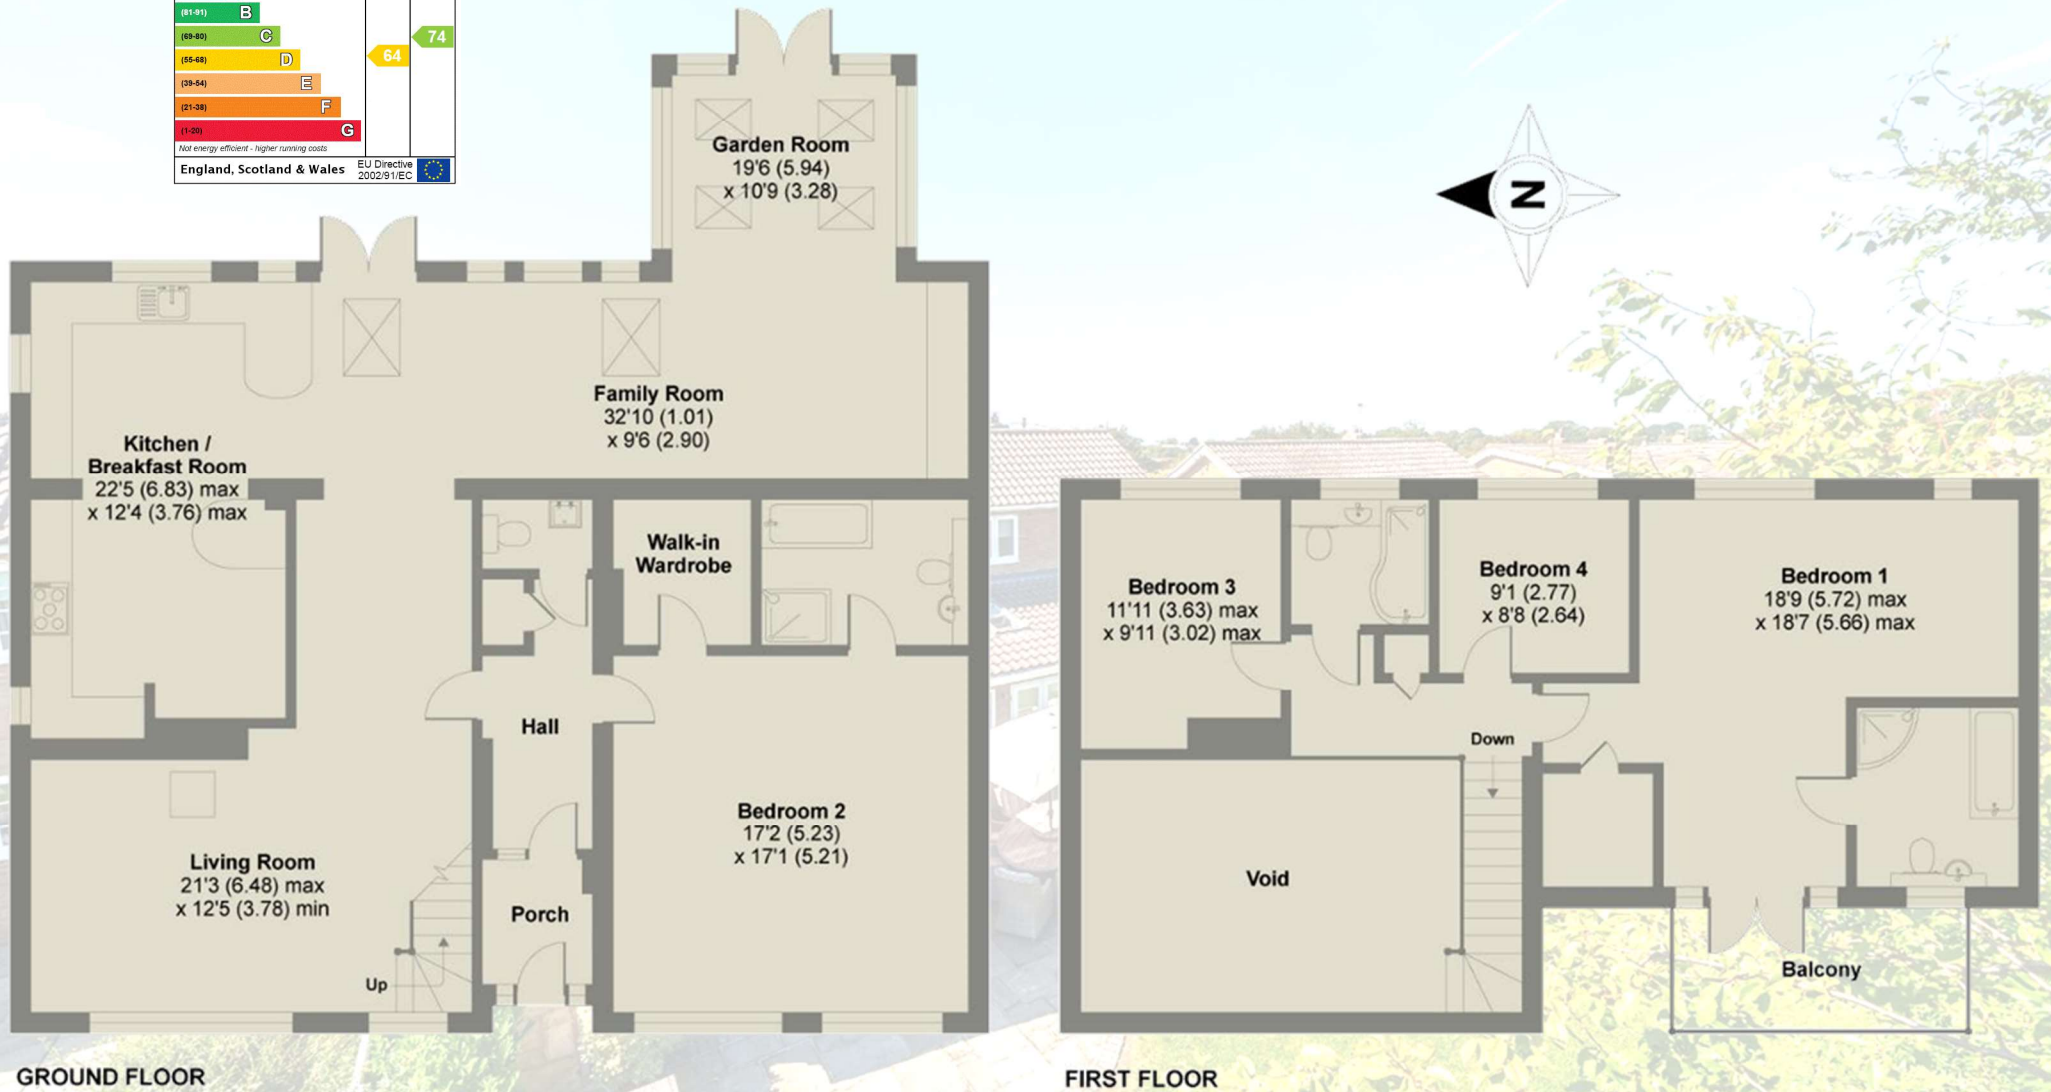 (81-91) B
(69-80) C
(55-68) D
(39-54) E
(21-38) F
(1-20) G
64
74
Not energy efficient - higher running costs
England, Scotland & Wales
EU Directive
2002/91/EC
Garden Room
19'6 (5.94)
x 10'9 (3.28)
N
Family Room
32'10 (1.01)
x 9'6 (2.90)
Kitchen /
Breakfast Room
22'5 (6.83) max
x 12'4 (3.76) max
Walk-in
Wardrobe
Hall
Bedroom 2
17'2 (5.23)
x 17'1 (5.21)
Living Room
21'3 (6.48) max
x 12'5 (3.78) min
Porch
Up
GROUND FLOOR
Bedroom 3
11'11 (3.63) max
x 9'11 (3.02) max
Bedroom 4
9'1 (2.77)
x 8'8 (2.64)
Bedroom 1
18'9 (5.72) max
x 18'7 (5.66) max
Down
Void
Balcony
FIRST FLOOR